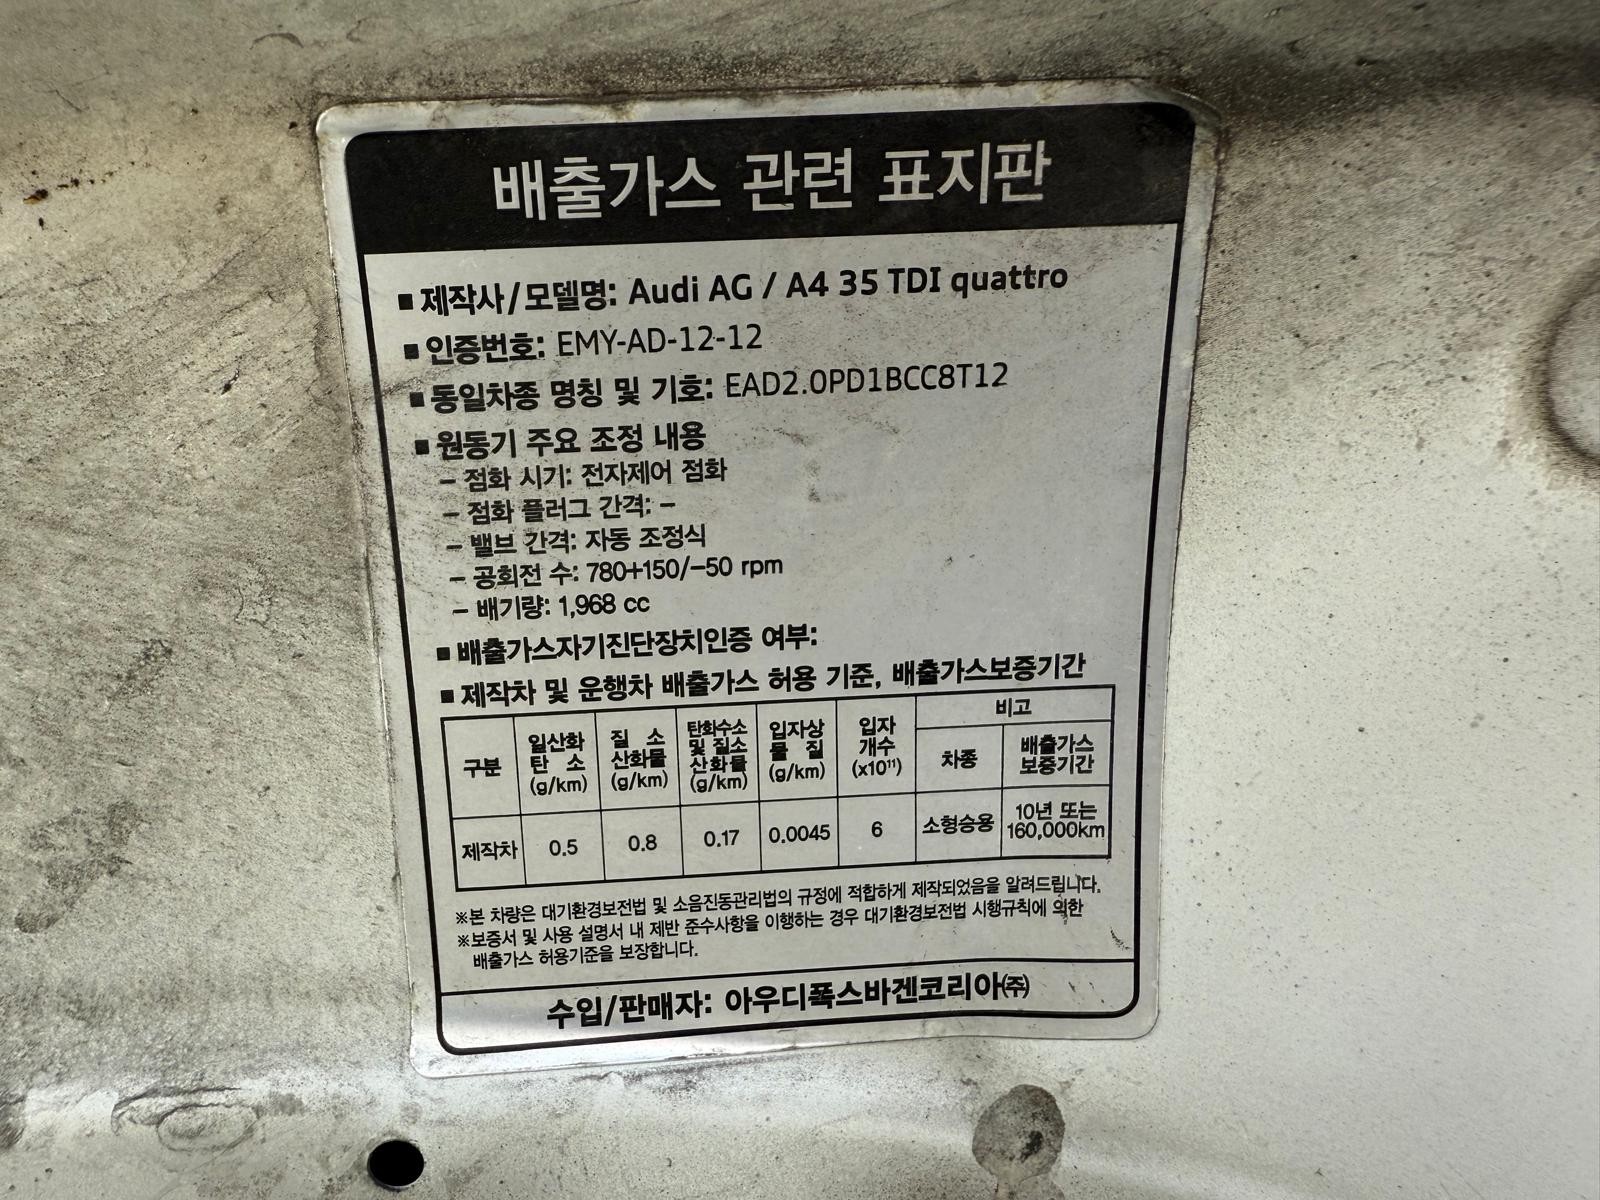 배출가스 관련 표지판
■ 제작사/모델명: Audi AG / A4 35 TDI quattro
■ 인증번호: EMY-AD-12-12
■ 동일차종 명칭 및 기호: EAD2.0PD1BCC8T12
■ 원동기 주요 조정 내용
– 점화 시기: 전자제어 점화
– 점화 플러그 간격: –
– 밸브 간격: 자동 조정식
– 공회전 수: 780+150/−50 rpm
– 배기량: 1,968 cc
■ 배출가스자기진단장치인증 여부:
■ 제작차 및 운행차 배출가스 허용 기준, 배출가스보증기간
구분 일산화 탄 소 (g/km) 질 소 산화물 (g/km) 탄화수소 및 질소 산화물 (g/km) 입자상 물 질 (g/km) 입자 개수 (x10¹¹) 비고
차종 배출가스 보증기간
제작차 0.5 0.8 0.17 0.0045 6 소형승용 10년 또는 160,000km
※본 차량은 대기환경보전법 및 소음진동관리법의 규정에 적합하게 제작되었음을 알려드립니다.
※보증서 및 사용 설명서 내 제반 준수사항을 이행하는 경우 대기환경보전법 시행규칙에 의한
배출가스 허용기준을 보장합니다.
수입/판매자: 아우디폭스바겐코리아㈜